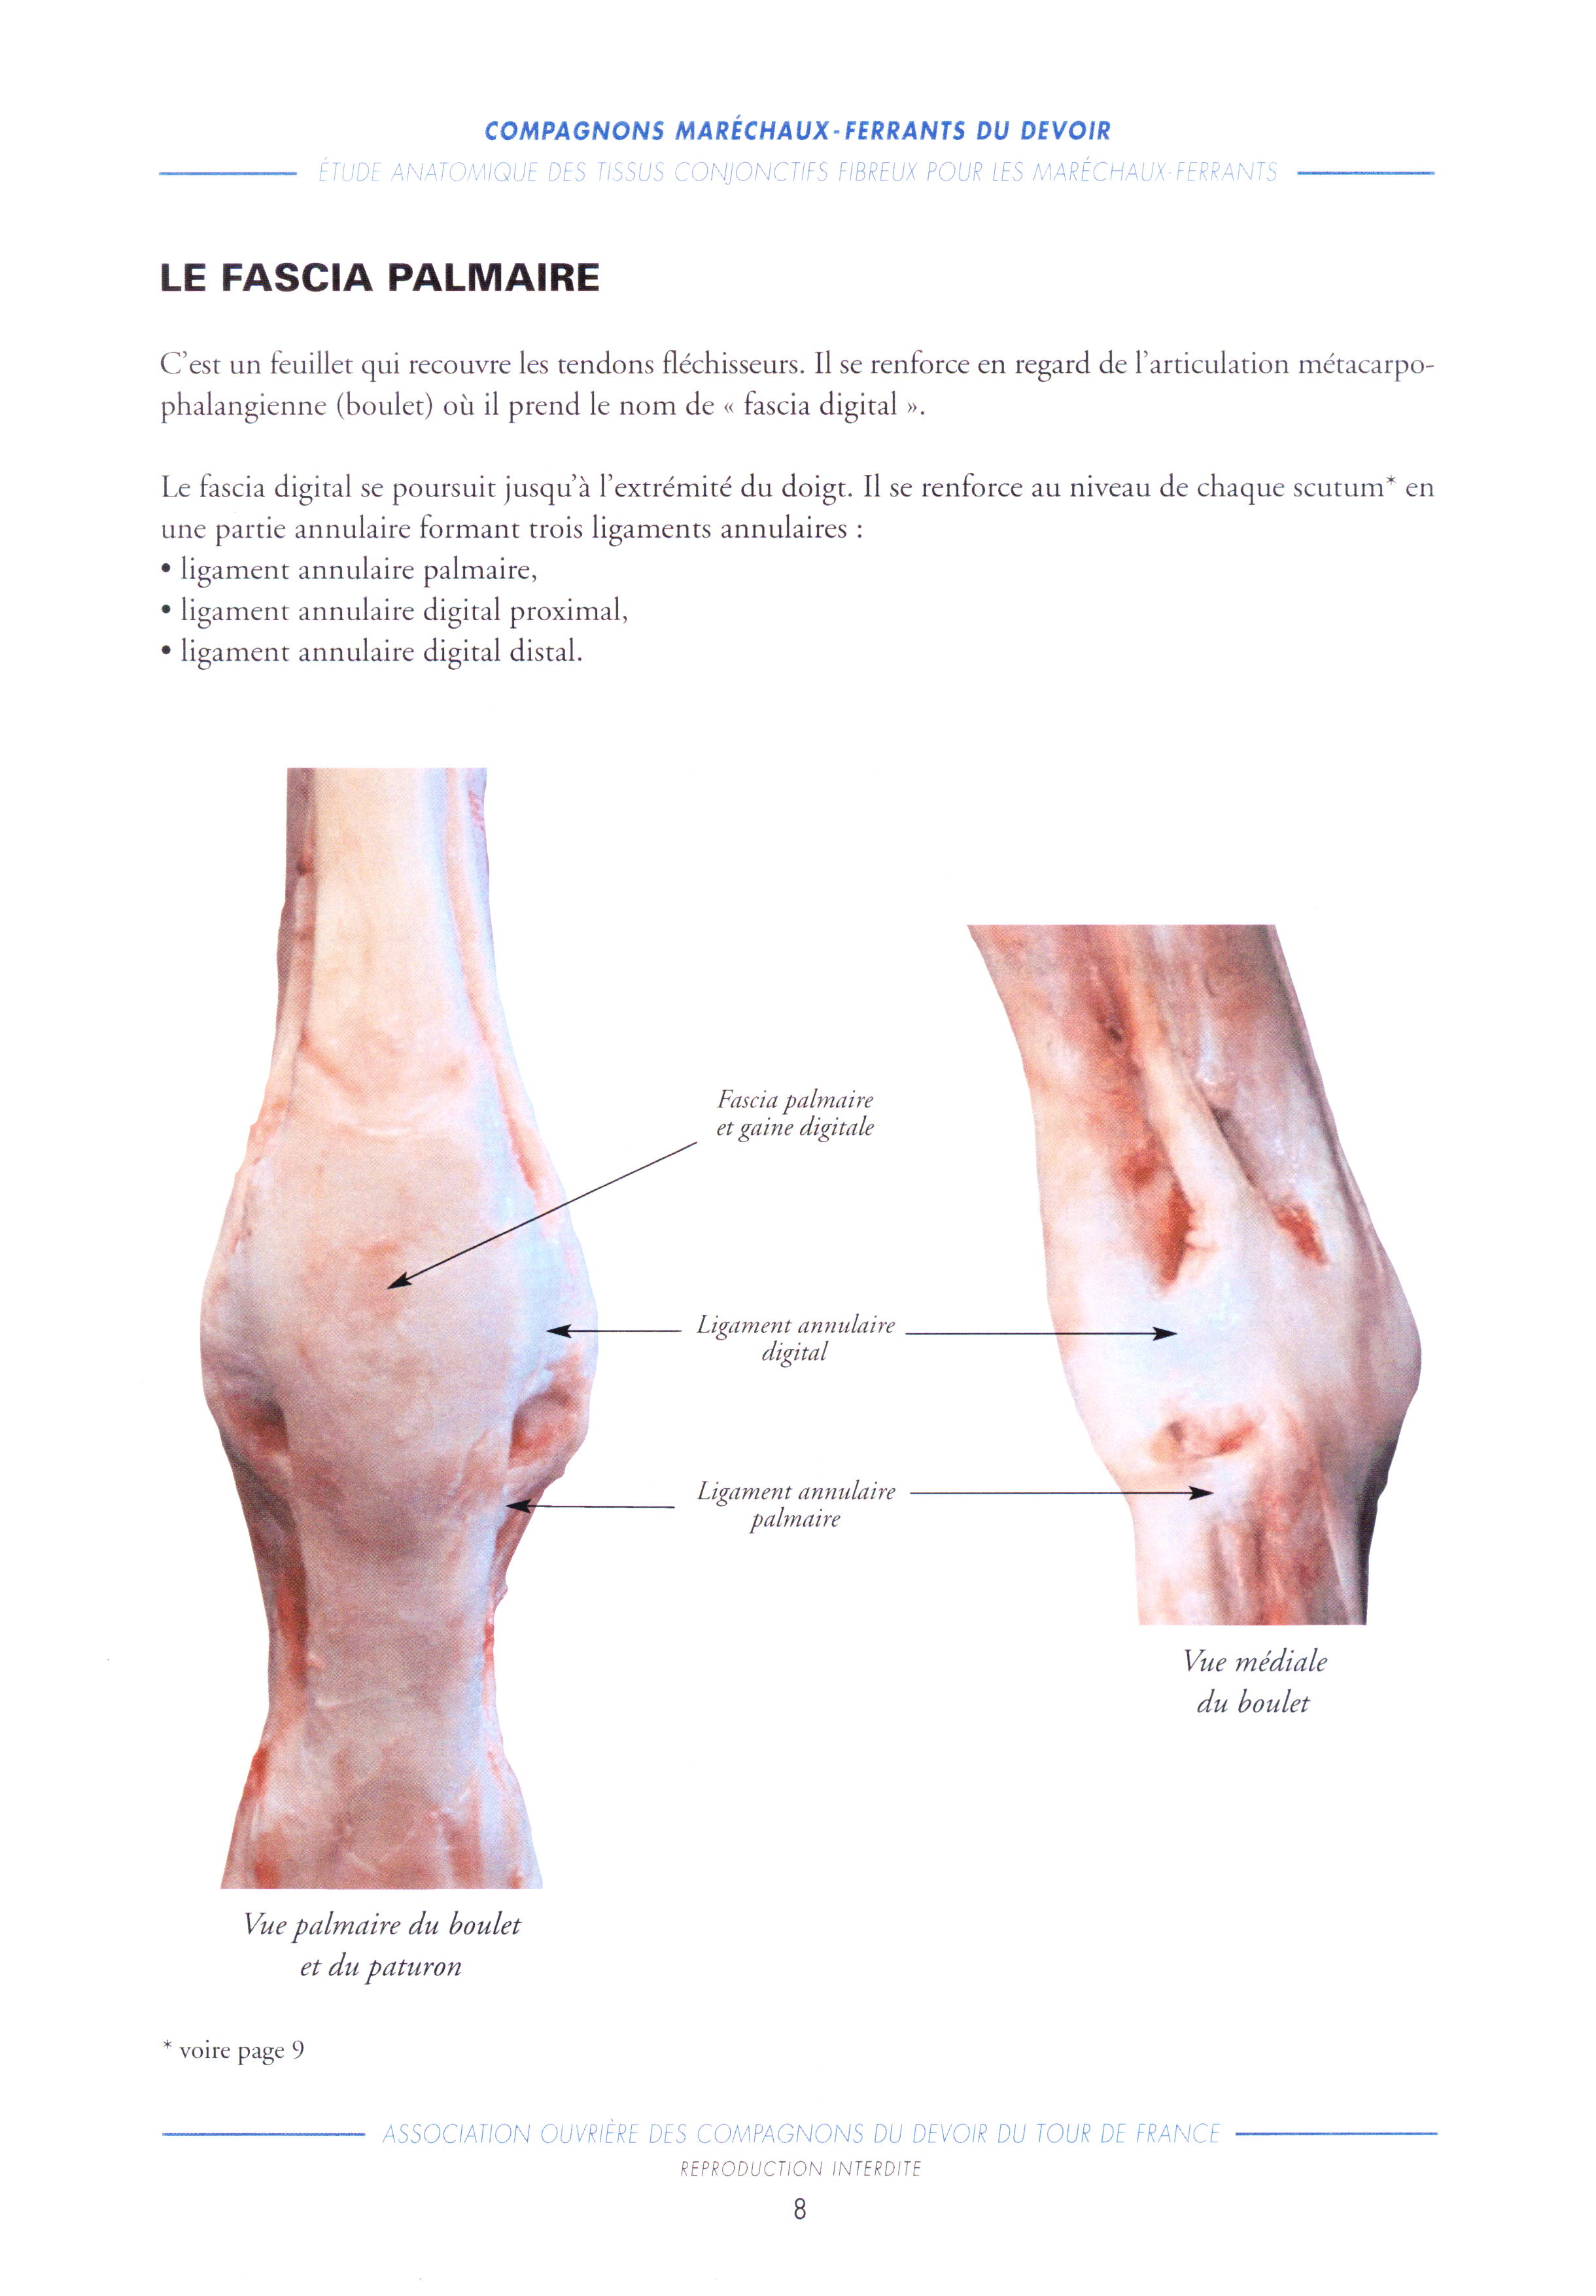 COMPAGNONS MARÉCHAUX-FERRANTS DU DEVOIR
ÉTUDE ANATOMIQUE DES TISSUS CONJONCTIFS FIBREUX POUR LES MARÉCHAUX-FERRANTS
LE FASCIA PALMAIRE
C'est un feuillet qui recouvre les tendons fléchisseurs. Il se renforce en regard de l'articulation métacarpo-
phalangienne (boulet) où il prend le nom de « fascia digital ».
Le fascia digital se poursuit jusqu'à l'extrémité du doigt. Il se renforce au niveau de chaque scutum* en
une partie annulaire formant trois ligaments annulaires :
• ligament annulaire palmaire,
• ligament annulaire digital proximal,
• ligament annulaire digital distal.
Fascia palmaire
et gaine digitale
Ligament annulaire
digital
Ligament annulaire
palmaire
Vue médiale
du boulet
Vue palmaire du boulet
et du paturon
* voire page 9
ASSOCIATION OUVRIÈRE DES COMPAGNONS DU DEVOIR DU TOUR DE FRANCE
REPRODUCTION INTERDITE
8